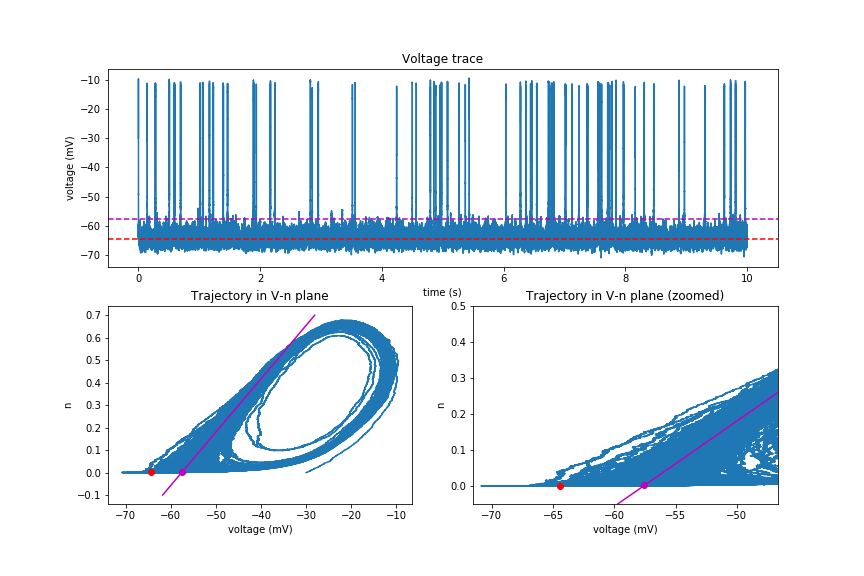 Voltage trace
voltage (mV)
−10
−20
−30
−40
−50
−60
−70
0 2 4 6 8 10
time (s)
Trajectory in V-n plane
n
0.7
0.6
0.5
0.4
0.3
0.2
0.1
0.0
−0.1
−70 −60 −50 −40 −30 −20 −10
voltage (mV)
Trajectory in V-n plane (zoomed)
n
0.5
0.4
0.3
0.2
0.1
0.0
−70 −65 −60 −55 −50
voltage (mV)